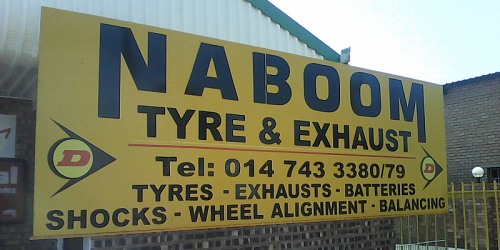 NABOOM
TYRE & EXHAUST
D
D
Tel: 014 743 3380/79
TYRES - EXHAUSTS - BATTERIES
SHOCKS - WHEEL ALIGNMENT - BALANCING